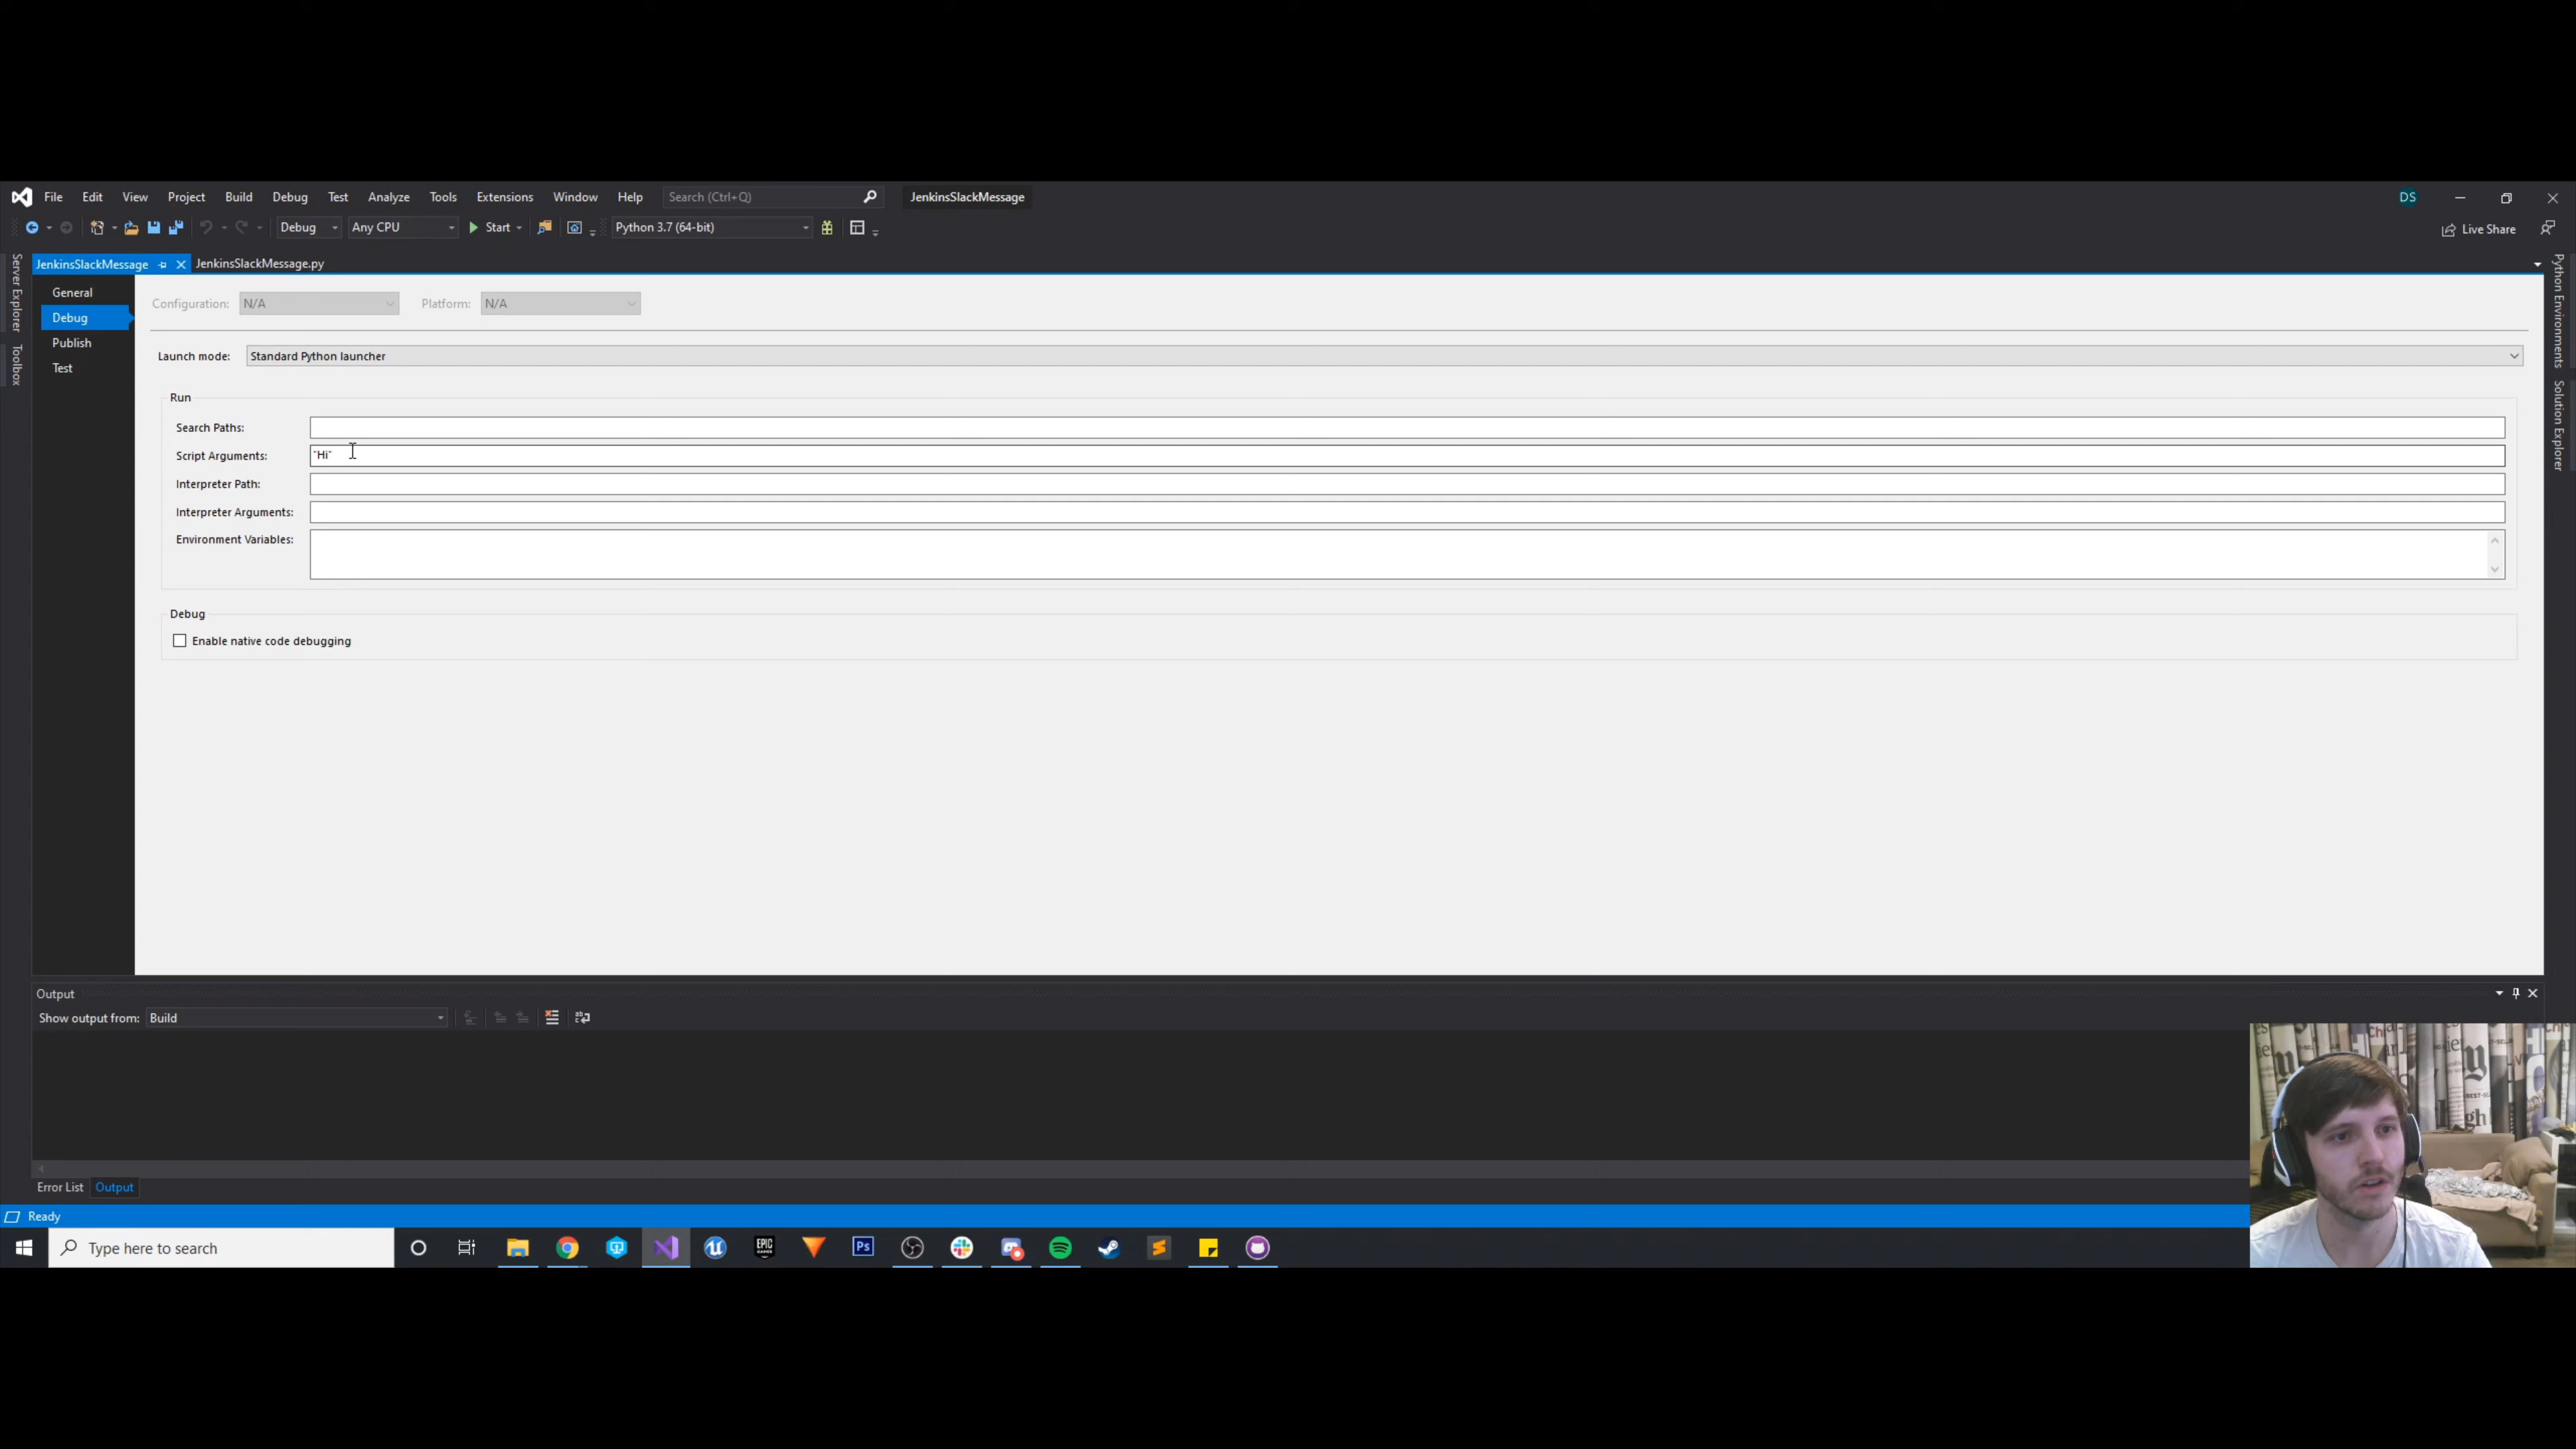 File Edit View Project Build Debug Test Analyze Tools Extensions Window Help Search (Ctrl+Q) JenkinsSlackMessage DS
Debug Any CPU Start Python 3.7 (64-bit) Live Share
JenkinsSlackMessage JenkinsSlackMessage.py
Server Explorer
Toolbox
General
Debug
Publish
Test
Configuration: N/A Platform: N/A
Launch mode: Standard Python launcher
Run
Search Paths:
Script Arguments: "Hi"
Interpreter Path:
Interpreter Arguments:
Environment Variables:
Debug
Enable native code debugging
Python Environments
Solution Explorer
Output
Show output from: Build
Error List Output
Ready
Type here to search
EPIC GAMES
Ps